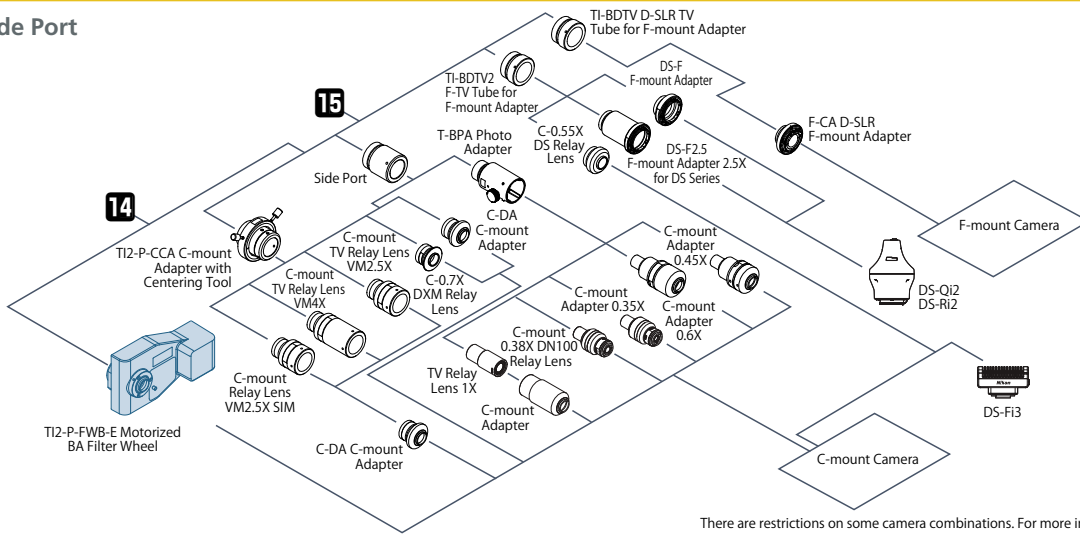 de Port
TI-BDTV D-SLR TV
Tube for F-mount Adapter
TI-BDTV2
F-TV Tube for
F-mount Adapter
DS-F
F-mount Adapter
15
F-CA D-SLR
F-mount Adapter
T-BPA Photo
Adapter
C-0.55X
DS Relay
Lens
DS-F2.5
F-mount Adapter 2.5X
for DS Series
Side Port
14
C-DA
C-mount
Adapter
F-mount Camera
TI2-P-CCA C-mount
Adapter with
Centering Tool
C-mount
TV Relay Lens
VM2.5X
C-mount
Adapter
0.45X
C-0.7X
DXM Relay
Lens
C-mount
TV Relay Lens
VM4X
DS-Qi2
DS-Ri2
C-mount
Adapter 0.35X
C-mount
Adapter
0.6X
C-mount
0.38X DN100
Relay Lens
TV Relay
Lens 1X
C-mount
Relay Lens
VM2.5X SIM
C-mount
Adapter
Nikon
DS-Fi3
TI2-P-FWB-E Motorized
BA Filter Wheel
C-DA C-mount
Adapter
C-mount Camera
There are restrictions on some camera combinations. For more in